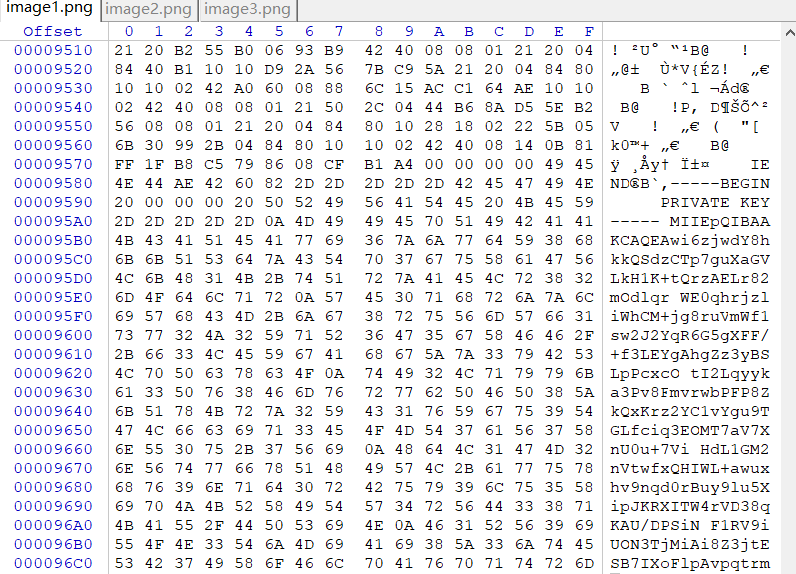 image1.png image2.png image3.png
Offset 0 1 2 3 4 5 6 7 8 9 A B C D E F
00009510 21 20 B2 55 B0 06 93 B9 42 40 08 08 01 21 20 04 ! ²U° “¹B@ !
00009520 84 40 B1 10 10 D9 2A 56 7B C9 5A 21 20 04 84 80 „@± Ù*V{ÉZ! „€
00009530 10 10 02 42 A0 60 08 88 6C 15 AC C1 64 AE 10 10 B ` ˆl ¬Ád®
00009540 02 42 40 08 08 01 21 50 2C 04 44 B6 8A D5 5E B2 B@ !P, D¶ŠÕ^²
00009550 56 08 08 01 21 20 04 84 80 10 28 18 02 22 5B 05 V ! „€ ( "[
00009560 6B 30 99 2B 04 84 80 10 10 02 42 40 08 14 0B 81 k0™+ „€ B@
00009570 FF 1F B8 C5 79 86 08 CF B1 A4 00 00 00 00 49 45 ÿ ¸Åy† Ï±¤ IE
00009580 4E 44 AE 42 60 82 2D 2D 2D 2D 2D 42 45 47 49 4E ND®B`‚-----BEGIN
00009590 20 00 00 00 20 50 52 49 56 41 54 45 20 4B 45 59 PRIVATE KEY
000095A0 2D 2D 2D 2D 2D 0A 4D 49 49 45 70 51 49 42 41 41 ----- MIIEpQIBAA
000095B0 4B 43 41 51 45 41 77 69 36 7A 6A 77 64 59 38 68 KCAQEAwi6zjwdY8h
000095C0 6B 6B 51 53 64 7A 43 54 70 37 67 75 58 61 47 56 kkQSdzCTp7guXaGV
000095D0 4C 6B 48 31 4B 2B 74 51 72 7A 41 45 4C 72 38 32 LkH1K+tQrzAELr82
000095E0 6D 4F 64 6C 71 72 0A 57 45 30 71 68 72 6A 7A 6C mOdlqr WE0qhrjzl
000095F0 69 57 68 43 4D 2B 6A 67 38 72 75 56 6D 57 66 31 iWhCM+jg8ruVmWf1
00009600 73 77 32 4A 32 59 71 52 36 47 35 67 58 46 46 2F sw2J2YqR6G5gXFF/
00009610 2B 66 33 4C 45 59 67 41 68 67 5A 7A 33 79 42 53 +f3LEYgAhgZz3yBS
00009620 4C 70 50 63 78 63 4F 0A 74 49 32 4C 71 79 79 6B LpPcxcO tI2Lqyyk
00009630 61 33 50 76 38 46 6D 76 72 77 62 50 46 50 38 5A a3Pv8FmvrwbPFP8Z
00009640 6B 51 78 4B 72 7A 32 59 43 31 76 59 67 75 39 54 kQxKrz2YC1vYgu9T
00009650 47 4C 66 63 69 71 33 45 4F 4D 54 37 61 56 37 58 GLfciq3EOMT7aV7X
00009660 6E 55 30 75 2B 37 56 69 0A 48 64 4C 31 47 4D 32 nU0u+7Vi HdL1GM2
00009670 6E 56 74 77 66 78 51 48 49 57 4C 2B 61 77 75 78 nVtwfxQHIWL+awux
00009680 68 76 39 6E 71 64 30 72 42 75 79 39 6C 75 35 58 hv9nqd0rBuy9lu5X
00009690 69 70 4A 4B 52 58 49 54 57 34 72 56 44 33 38 71 ipJKRXITW4rVD38q
000096A0 4B 41 55 2F 44 50 53 69 4E 0A 46 31 52 56 39 69 KAU/DPSiN F1RV9i
000096B0 55 4F 4E 33 54 6A 4D 69 41 69 38 5A 33 6A 74 45 UON3TjMiAi8Z3jtE
000096C0 53 42 37 49 58 6F 46 6C 70 41 76 70 71 74 72 6D SB7IXoFlpAvpqtrm